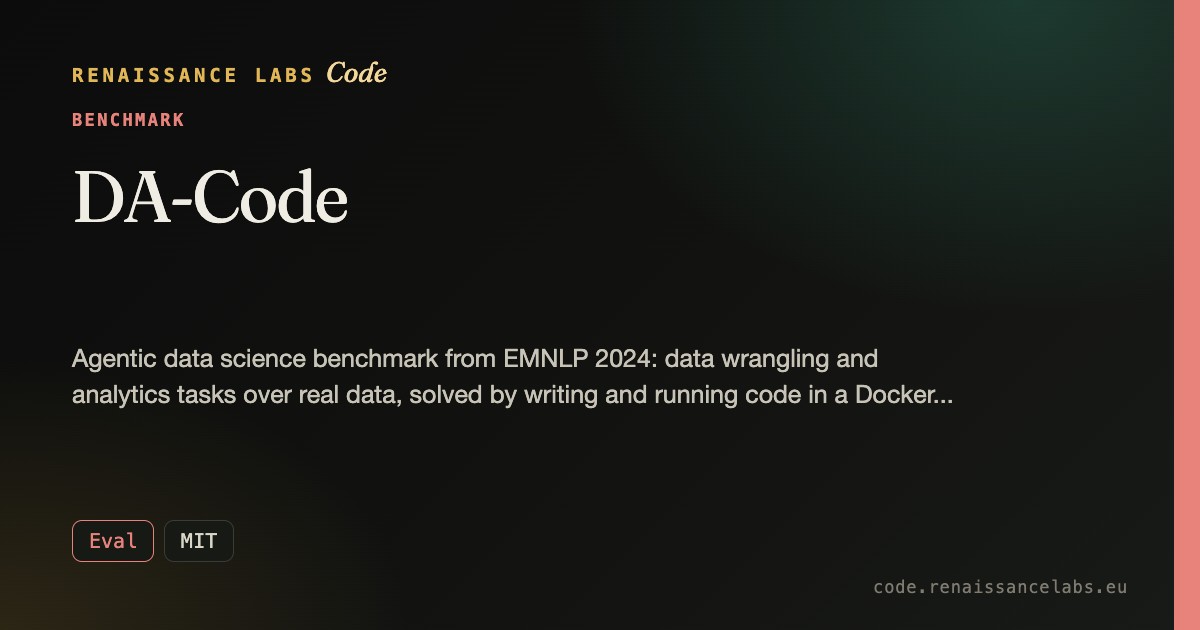 RENAISSANCE LABS Code
BENCHMARK
DA-Code
Agentic data science benchmark from EMNLP 2024: data wrangling and
analytics tasks over real data, solved by writing and running code in a Docker...
Eval MIT
code.renaissancelabs.eu